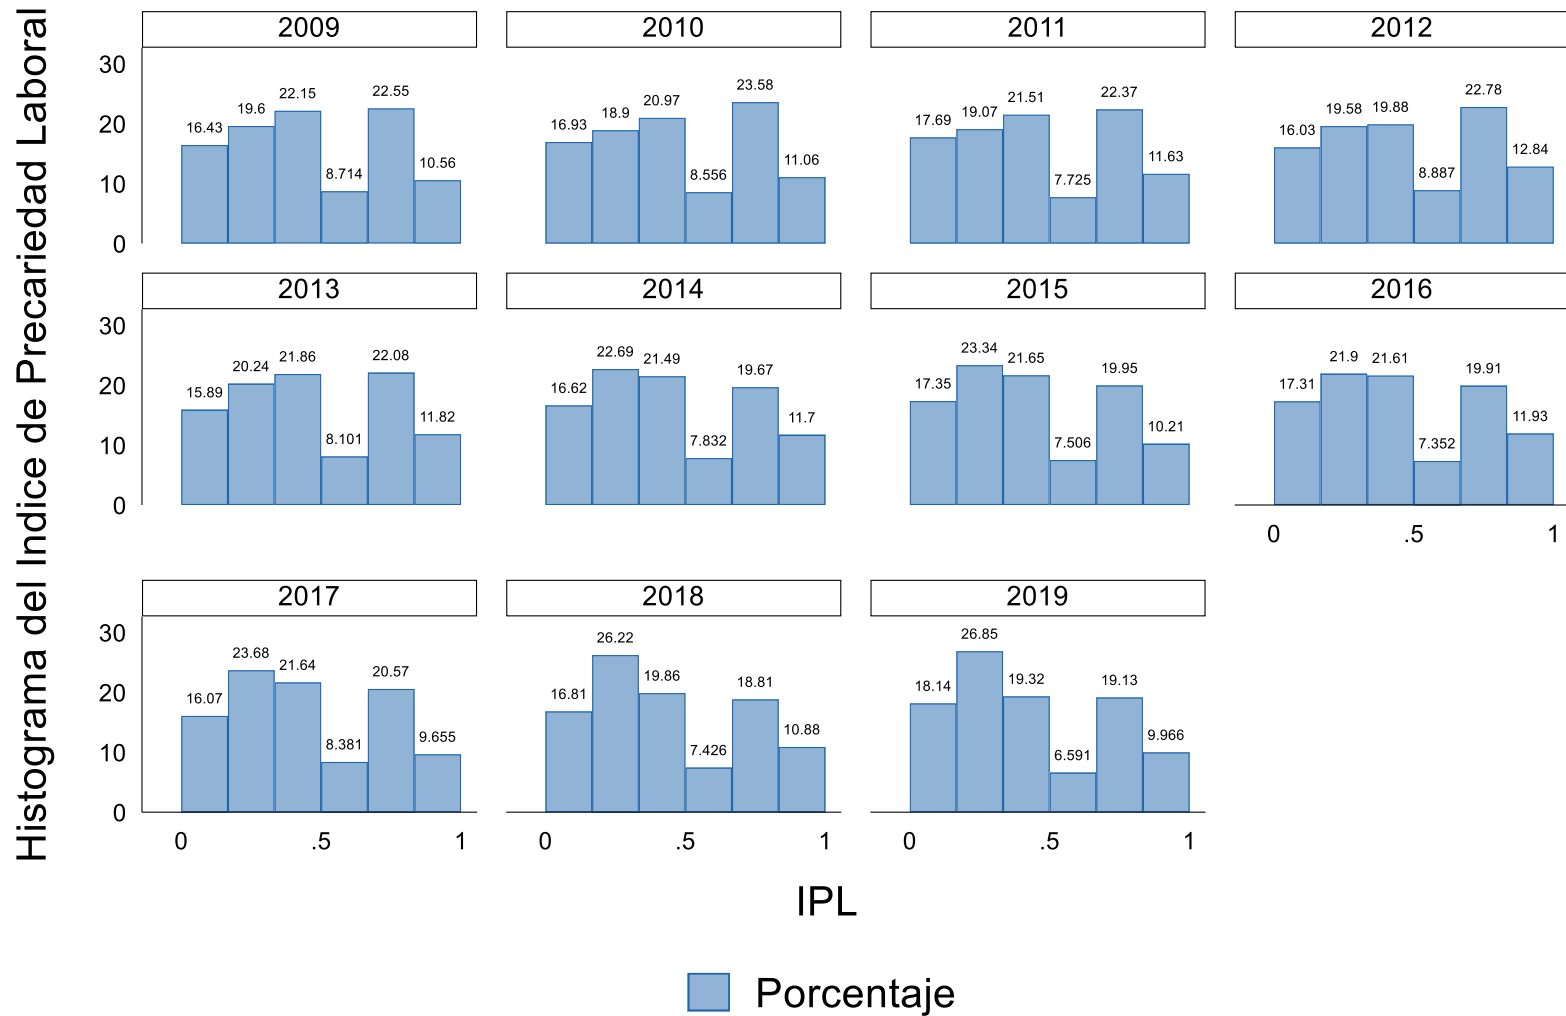 Histograma del Indice de Precariedad Laboral
2009 2010 2011 2012
30
20
10
0
16.43 19.6 22.15 8.714 22.55 10.56
16.93 18.9 20.97 8.556 23.58 11.06
17.69 19.07 21.51 7.725 22.37 11.63
16.03 19.58 19.88 8.887 22.78 12.84
2013 2014 2015 2016
30
20
10
0
15.89 20.24 21.86 8.101 22.08 11.82
16.62 22.69 21.49 7.832 19.67 11.7
17.35 23.34 21.65 7.506 19.95 10.21
17.31 21.9 21.61 7.352 19.91 11.93
0 .5 1
2017 2018 2019
30
20
10
0
16.07 23.68 21.64 8.381 20.57 9.655
16.81 26.22 19.86 7.426 18.81 10.88
18.14 26.85 19.32 6.591 19.13 9.966
0 .5 1 0 .5 1 0 .5 1
IPL
Porcentaje